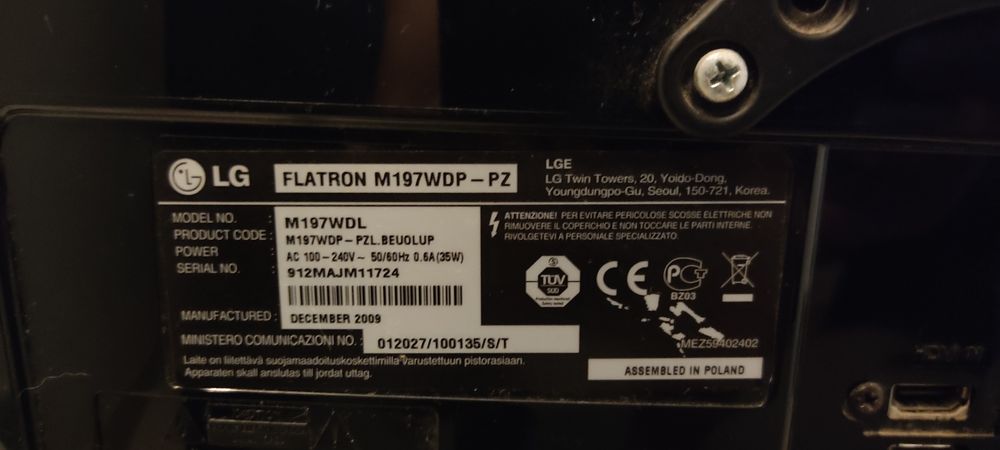 LG
FLATRON M197WDP-PZ
LGE
LG Twin Towers, 20, Yoido-Dong,
Youngdungpo-Gu, Seoul, 150-721, Korea.
MODEL NO. : M197WDL
PRODUCT CODE : M197WDP-PZL.BEUOLUP
POWER AC 100-240V~ 50/60Hz 0.6A(35W)
SERIAL NO. : 912MAJM11724
MANUFACTURED : DECEMBER 2009
MINISTERO COMUNICAZIONI NO. : 012027/100135/S/T
Laite on liitettävä suojamaadoituskoskettimilla varustettuun pistorasiaan.
Apparaten skall anslutas till jordat uttag.
ATTENZIONE! PER EVITARE PERICOLOSE SCOSSE ELETTRICHE NON
RIMUOVERE IL COPERCHIO E NON TOCCARE LE PARTI INTERNE.
RIVOLGETEVI A PERSONALE SPECIALIZZATO.
TÜV
SÜD
CE
BZ03
MEZ59402402
ASSEMBLED IN POLAND